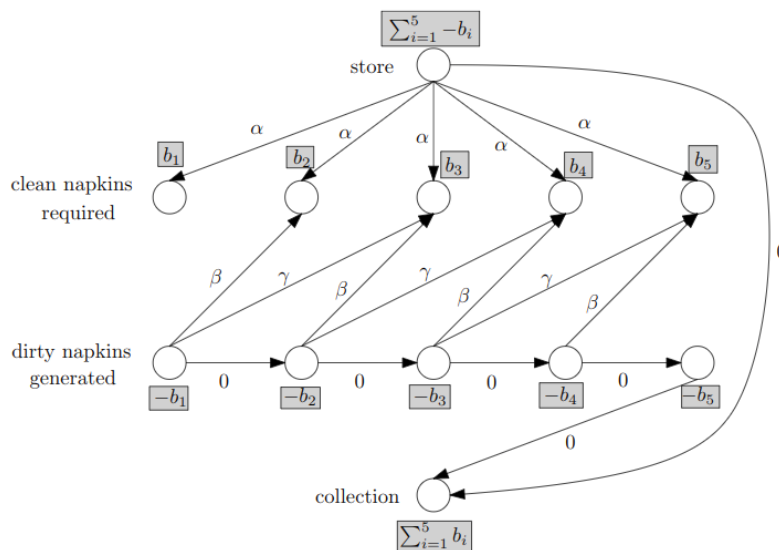 ∑_{i=1}^{5} −b_i
store
α α α α α
b_1 b_2 b_3 b_4 b_5
clean napkins
required
β γ β γ β γ β
0
dirty napkins
generated
0 0 0 0
−b_1 −b_2 −b_3 −b_4 −b_5
0
collection
∑_{i=1}^{5} b_i